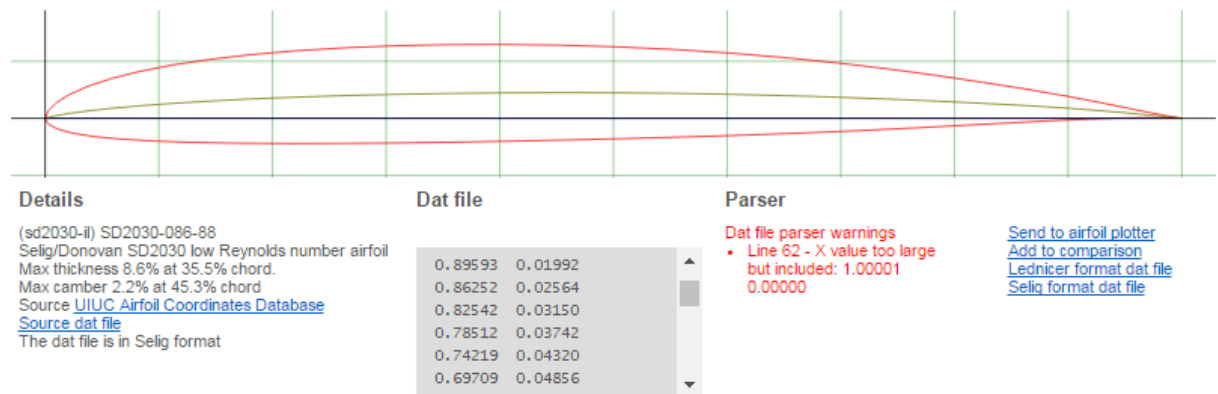 Details
(sd2030-il) SD2030-086-88
Selig/Donovan SD2030 low Reynolds number airfoil
Max thickness 8.6% at 35.5% chord.
Max camber 2.2% at 45.3% chord
Source UIUC Airfoil Coordinates Database
Source dat file
The dat file is in Selig format
Dat file
0.89593 0.01992
0.86252 0.02564
0.82542 0.03150
0.78512 0.03742
0.74219 0.04320
0.69709 0.04856
Parser
Dat file parser warnings
• Line 62 - X value too large
but included: 1.00001
0.00000
Send to airfoil plotter
Add to comparison
Lednicer format dat file
Selig format dat file